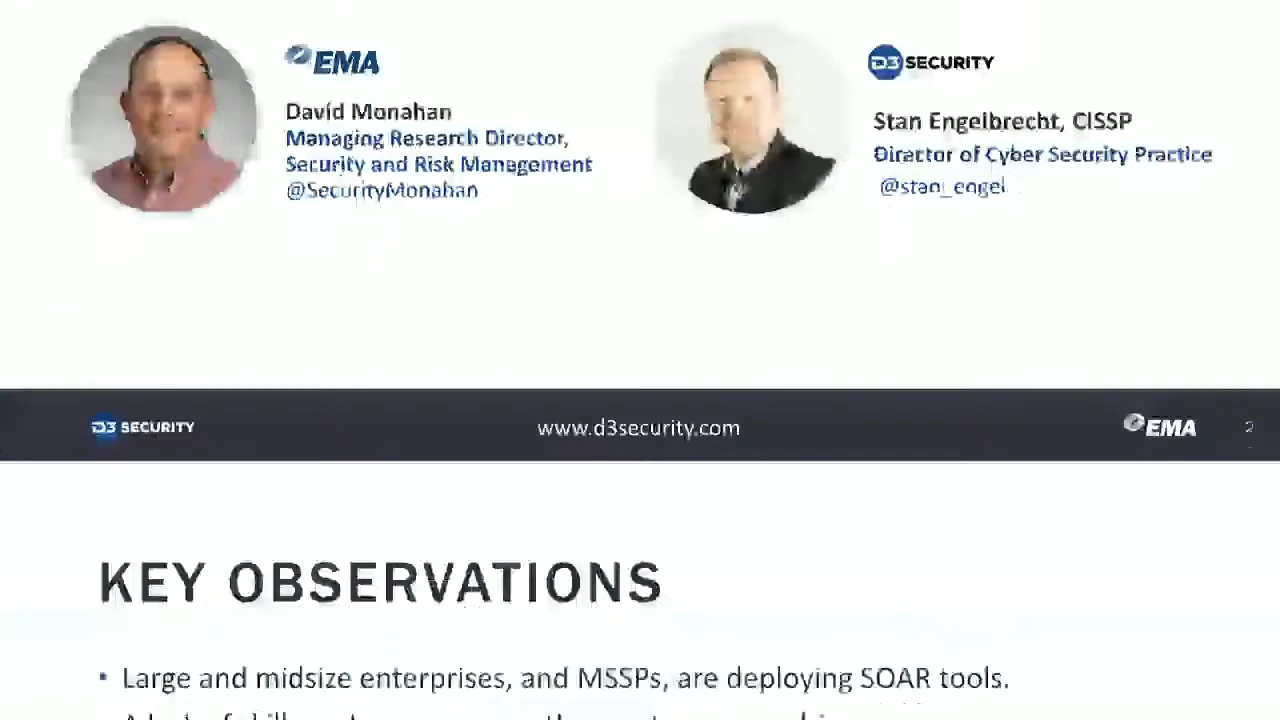 EMA
David Monahan
Managing Research Director,
Security and Risk Management
@SecurityMonahan
D3 SECURITY
Stan Engelbrecht, CISSP
Director of Cyber Security Practice
@stan_engel
D3 SECURITY
www.d3security.com
EMA
2
KEY OBSERVATIONS
▪ Large and midsize enterprises, and MSSPs, are deploying SOAR tools.